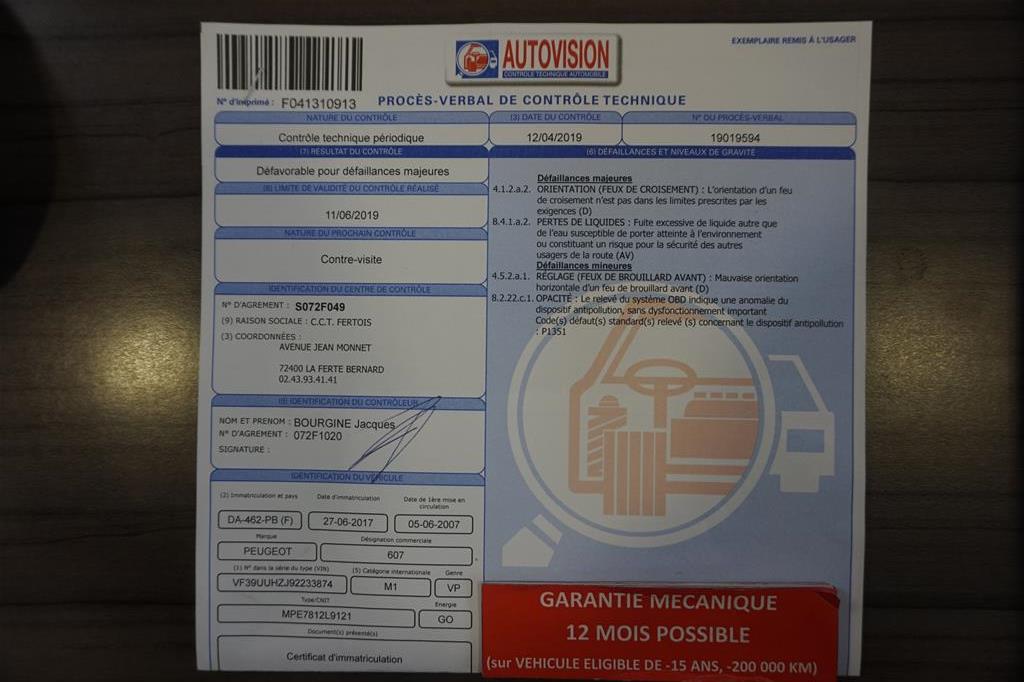 AUTOVISION
CONTROLE TECHNIQUE AUTOMOBILE
EXEMPLAIRE REMIS À L'USAGER
N° d'imprimé : F041310913
PROCÈS-VERBAL DE CONTRÔLE TECHNIQUE
NATURE DU CONTRÔLE
Contrôle technique périodique
(3) DATE DU CONTRÔLE
12/04/2019
N° DU PROCÈS-VERBAL
19019594
(7) RÉSULTAT DU CONTRÔLE
Défavorable pour défaillances majeures
(8) LIMITE DE VALIDITÉ DU CONTRÔLE RÉALISÉ
11/06/2019
NATURE DU PROCHAIN CONTRÔLE
Contre-visite
IDENTIFICATION DU CENTRE DE CONTRÔLE
N° D'AGREMENT : S072F049
(9) RAISON SOCIALE : C.C.T. FERTOIS
(3) COORDONNÉES :
AVENUE JEAN MONNET
72400 LA FERTE BERNARD
02.43.93.41.41
(9) IDENTIFICATION DU CONTRÔLEUR
NOM ET PRENOM : BOURGINE Jacques
N° D'AGREMENT : 072F1020
SIGNATURE :
IDENTIFICATION DU VÉHICULE
(2) Immatriculation et pays
Date d'immatriculation
Date de 1ère mise en
circulation
DA-462-PB (F)
27-06-2017
05-06-2007
Marque
Désignation commerciale
PEUGEOT
607
(1) N° dans la série du type (VIN)
(5) Catégorie internationale
Genre
VF39UUHZJ92233874
M1
VP
Type/CNIT
Energie
MPE7812L9121
GO
Document(s) présenté(s)
Certificat d'immatriculation
(6) DÉFAILLANCES ET NIVEAUX DE GRAVITÉ
Défaillances majeures
4.1.2.a.2. ORIENTATION (FEUX DE CROISEMENT) : L'orientation d'un feu
de croisement n'est pas dans les limites prescrites par les
exigences (D)
8.4.1.a.2. PERTES DE LIQUIDES : Fuite excessive de liquide autre que
de l'eau susceptible de porter atteinte à l'environnement
ou constituant un risque pour la sécurité des autres
usagers de la route (AV)
Défaillances mineures
4.5.2.a.1. RÉGLAGE (FEUX DE BROUILLARD AVANT) : Mauvaise orientation
horizontale d'un feu de brouillard avant (D)
8.2.22.c.1. OPACITÉ : Le relevé du système OBD indique une anomalie du
dispositif antipollution, sans dysfonctionnement important
Code(s) défaut(s) standard(s) relevé (s) concernant le dispositif antipollution
: P1351
GARANTIE MECANIQUE
12 MOIS POSSIBLE
(sur VEHICULE ELIGIBLE DE -15 ANS, -200 000 KM)